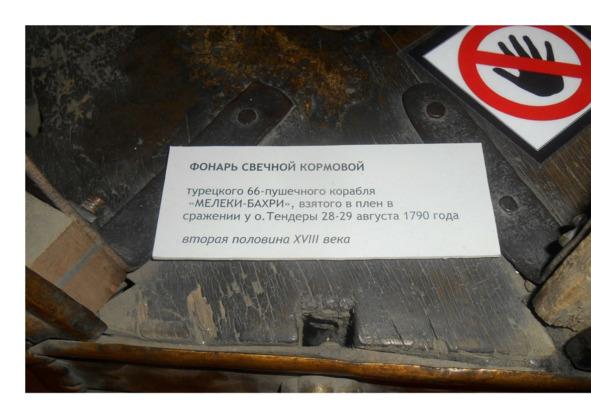 ФОНАРЬ СВЕЧНОЙ КОРМОВОЙ
турецкого 66-пушечного корабля
«МЕЛЕКИ-БАХРИ», взятого в плен в
сражении у о.Тендеры 28-29 августа 1790 года
вторая половина XVIII века